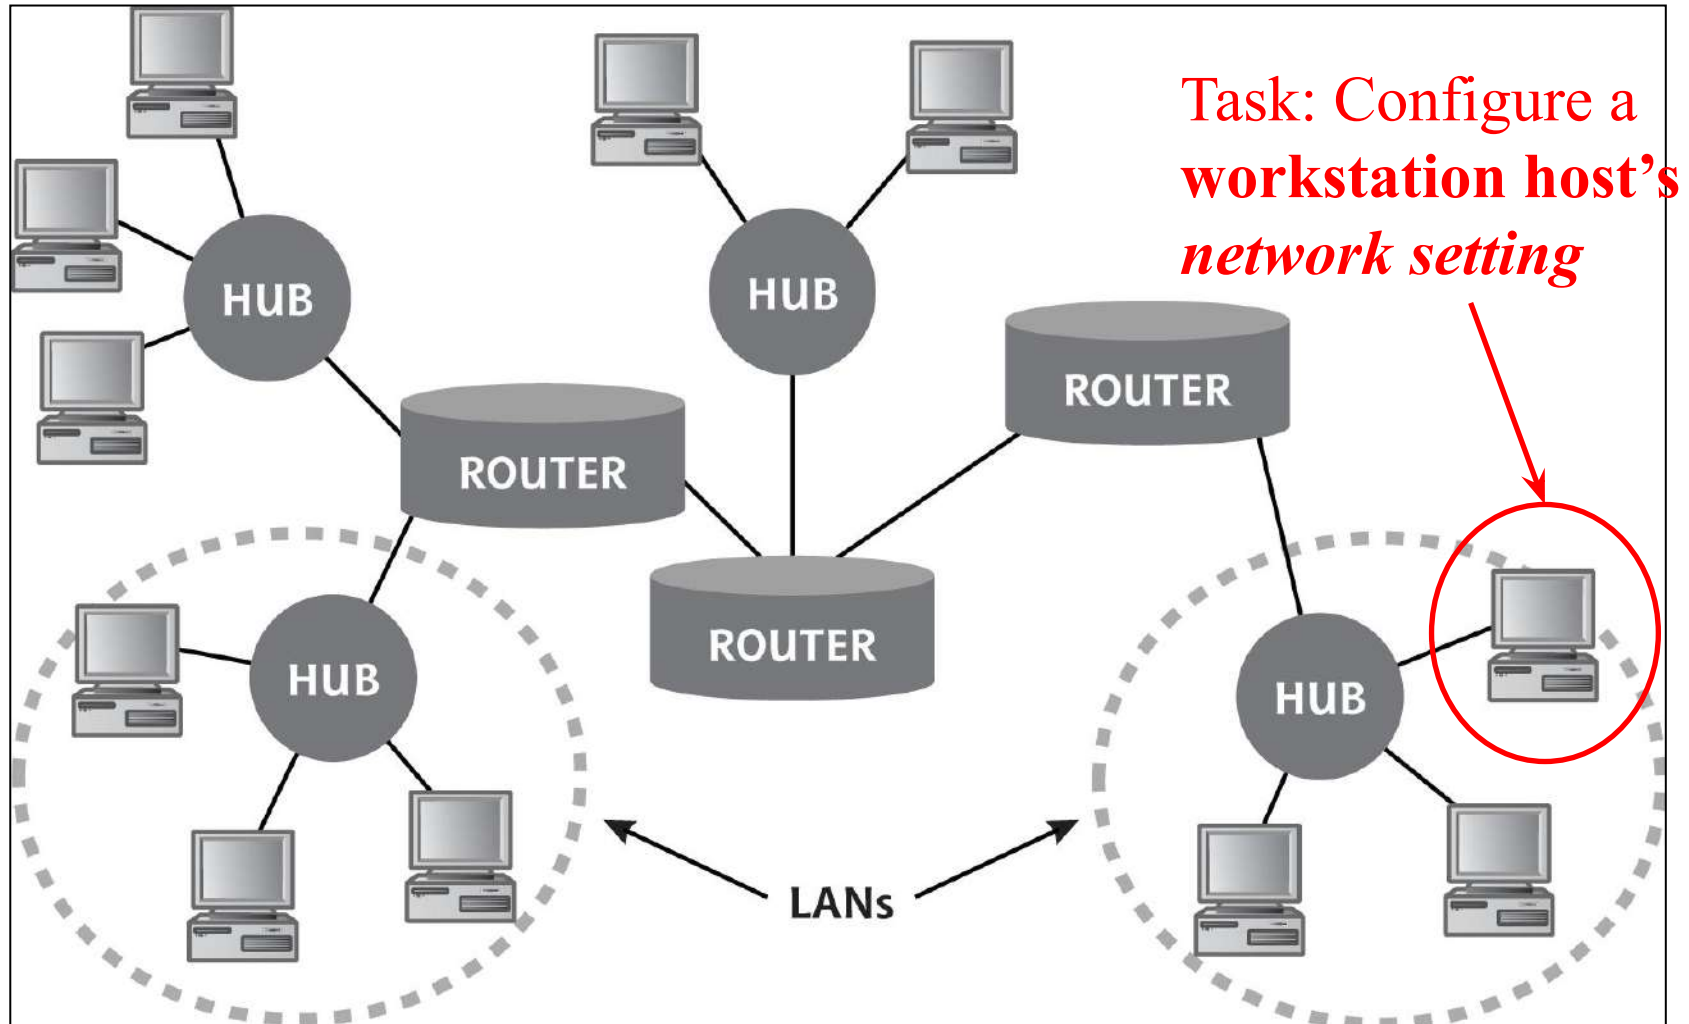 Task: Configure a
workstation host’s
network setting
HUB
HUB
ROUTER
ROUTER
ROUTER
HUB
HUB
LANs